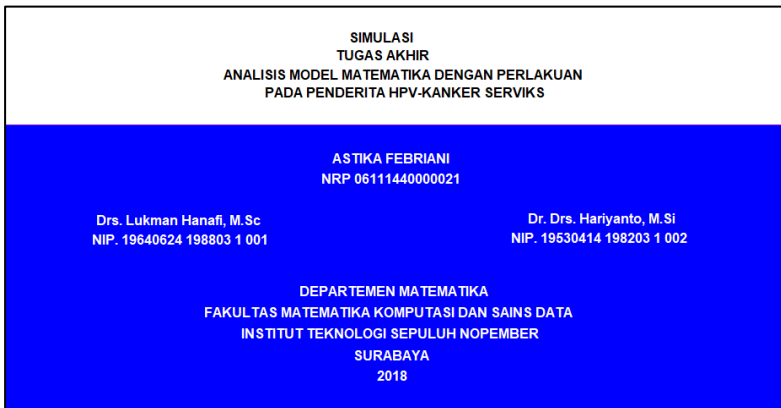 SIMULASI
TUGAS AKHIR
ANALISIS MODEL MATEMATIKA DENGAN PERLAKUAN
PADA PENDERITA HPV-KANKER SERVIKS
ASTIKA FEBRIANI
NRP 06111440000021
Drs. Lukman Hanafi, M.Sc
NIP. 19640624 198803 1 001
Dr. Drs. Hariyanto, M.Si
NIP. 19530414 198203 1 002
DEPARTEMEN MATEMATIKA
FAKULTAS MATEMATIKA KOMPUTASI DAN SAINS DATA
INSTITUT TEKNOLOGI SEPULUH NOPEMBER
SURABAYA
2018